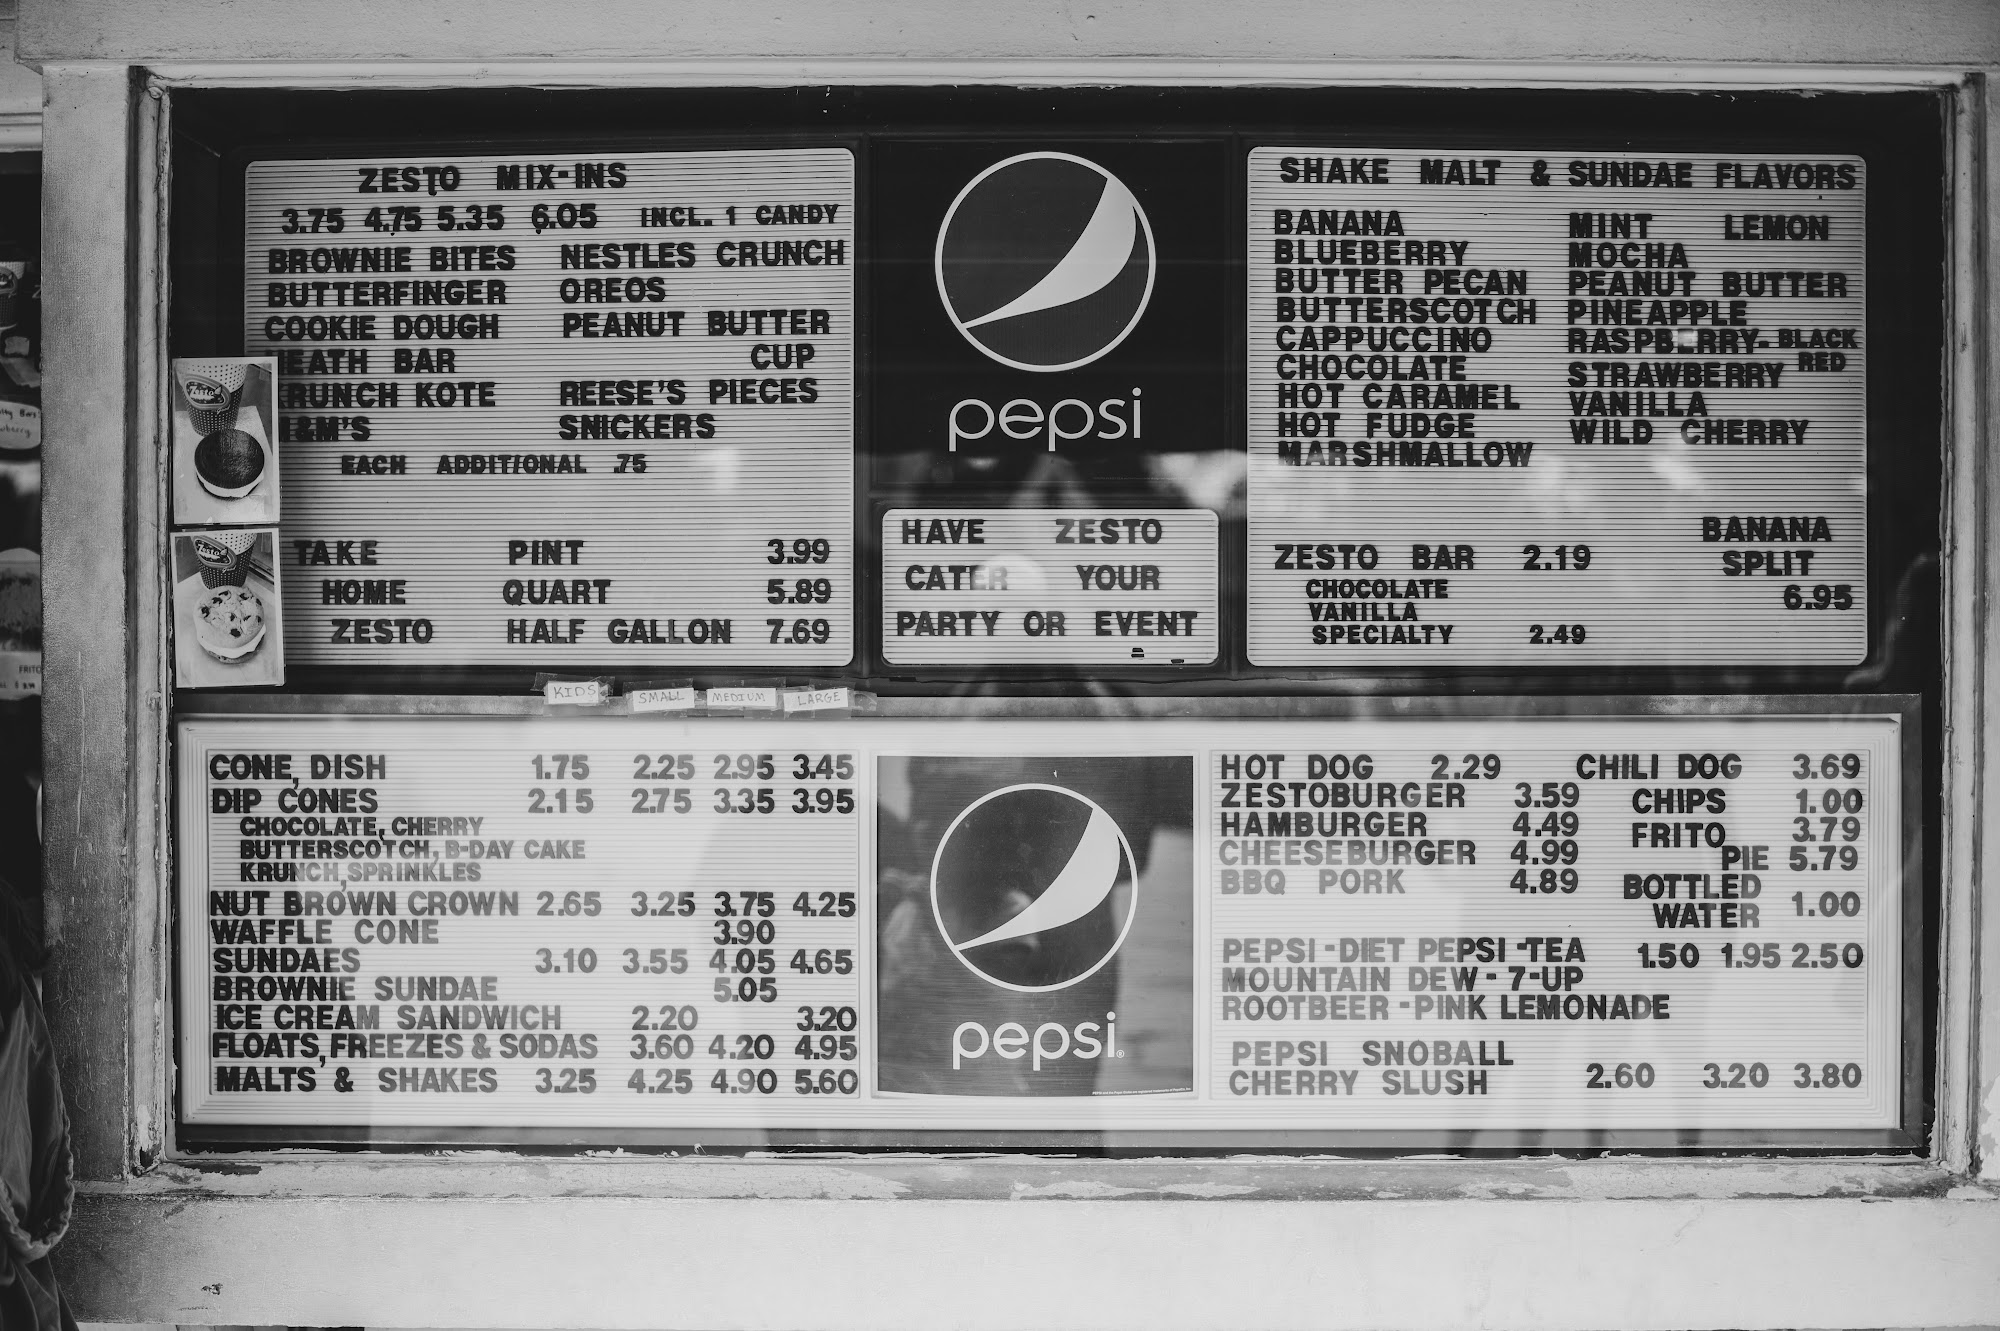 ZESTO MIX-INS
3.75 4.75 5.35 6.05 INCL. 1 CANDY
BROWNIE BITES NESTLES CRUNCH
BUTTERFINGER OREOS
COOKIE DOUGH PEANUT BUTTER
HEATH BAR CUP
KRUNCH KOTE REESE'S PIECES
M&M'S SNICKERS
EACH ADDITIONAL .75
TAKE PINT 3.99
HOME QUART 5.89
ZESTO HALF GALLON 7.69
Zesto
Zesto
pepsi
HAVE ZESTO
CATER YOUR
PARTY OR EVENT
SHAKE MALT & SUNDAE FLAVORS
BANANA MINT LEMON
BLUEBERRY MOCHA
BUTTER PECAN PEANUT BUTTER
BUTTERSCOTCH PINEAPPLE
CAPPUCCINO RASPBERRY- BLACK
CHOCOLATE STRAWBERRY RED
HOT CARAMEL VANILLA
HOT FUDGE WILD CHERRY
MARSHMALLOW
BANANA
ZESTO BAR 2.19 SPLIT
CHOCOLATE 6.95
VANILLA
SPECIALTY 2.49
KIDS SMALL MEDIUM LARGE
CONE, DISH 1.75 2.25 2.95 3.45
DIP CONES 2.15 2.75 3.35 3.95
CHOCOLATE, CHERRY
BUTTERSCOTCH, B-DAY CAKE
KRUNCH, SPRINKLES
NUT BROWN CROWN 2.65 3.25 3.75 4.25
WAFFLE CONE 3.90
SUNDAES 3.10 3.55 4.05 4.65
BROWNIE SUNDAE 5.05
ICE CREAM SANDWICH 2.20 3.20
FLOATS, FREEZES & SODAS 3.60 4.20 4.95
MALTS & SHAKES 3.25 4.25 4.90 5.60
pepsi®
HOT DOG 2.29 CHILI DOG 3.69
ZESTOBURGER 3.59 CHIPS 1.00
HAMBURGER 4.49 FRITO 3.79
CHEESEBURGER 4.99 PIE 5.79
BBQ PORK 4.89 BOTTLED
WATER 1.00
PEPSI - DIET PEPSI - TEA 1.50 1.95 2.50
MOUNTAIN DEW - 7-UP
ROOTBEER - PINK LEMONADE
PEPSI SNOBALL
CHERRY SLUSH 2.60 3.20 3.80